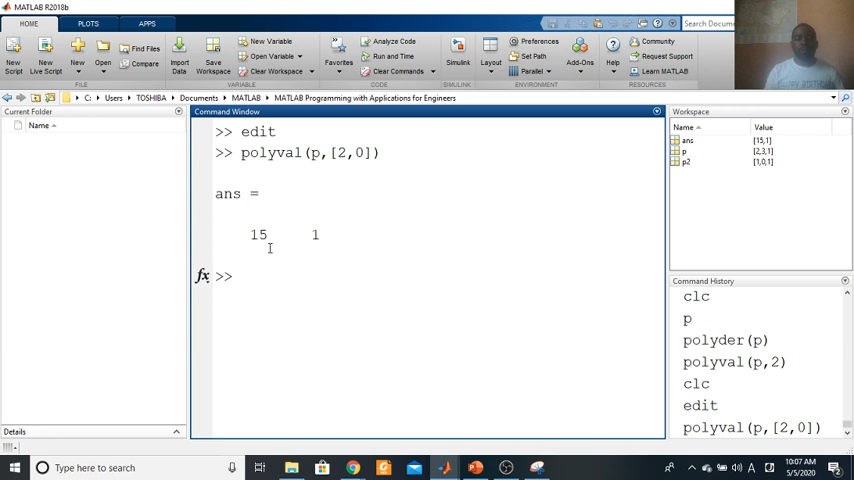 MATLAB R2018b
HOME PLOTS APPS
Search Docume
New Script New Live Script New Open Find Files Compare
Import Data Save Workspace New Variable Open Variable Clear Workspace
Favorites Analyze Code Run and Time Clear Commands
Simulink Layout Preferences Set Path Parallel Add-Ons
Help Community Request Support Learn MATLAB
FILE VARIABLE CODE SIMULINK ENVIRONMENT RESOURCES
C: Users TOSHIBA Documents MATLAB MATLAB Programming with Applications for Engineers
Current Folder
Name
Details
Command Window
>> edit
>> polyval(p,[2,0])
ans =
15 1
fx >>
Workspace
Name Value
ans [15,1]
p [2,3,1]
p2 [1,0,1]
Command History
clc
p
polyder(p)
polyval(p,2)
clc
edit
polyval(p,[2,0])
Type here to search
10:07 AM
5/5/2020